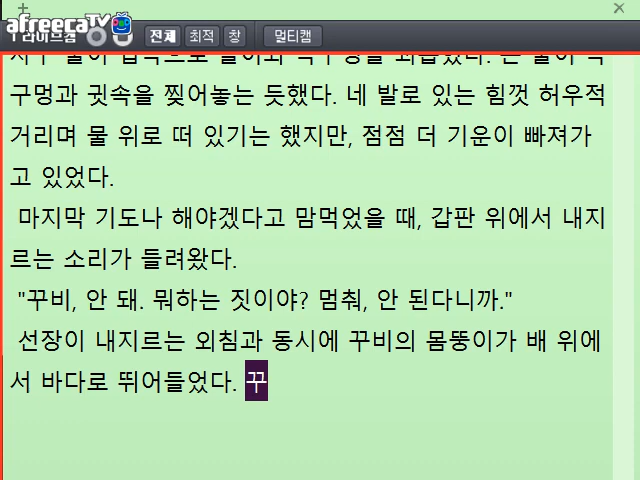 afreecaTV
라이브캠 전체 최적 창 멀티캠
구멍과 귓속을 찢어놓는 듯했다. 네 발로 있는 힘껏 허우적
거리며 물 위로 떠 있기는 했지만, 점점 더 기운이 빠져가
고 있었다.
마지막 기도나 해야겠다고 맘먹었을 때, 갑판 위에서 내지
르는 소리가 들려왔다.
"꾸비, 안 돼. 뭐하는 짓이야? 멈춰, 안 된다니까."
선장이 내지르는 외침과 동시에 꾸비의 몸뚱이가 배 위에
서 바다로 뛰어들었다. 꾸